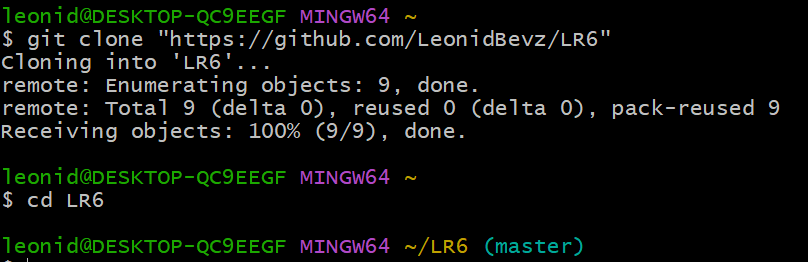 leonid@DESKTOP-QC9EEGF MINGW64 ~
$ git clone "https://github.com/LeonidBevz/LR6"
Cloning into 'LR6'...
remote: Enumerating objects: 9, done.
remote: Total 9 (delta 0), reused 0 (delta 0), pack-reused 9
Receiving objects: 100% (9/9), done.
leonid@DESKTOP-QC9EEGF MINGW64 ~
$ cd LR6
leonid@DESKTOP-QC9EEGF MINGW64 ~/LR6 (master)
$